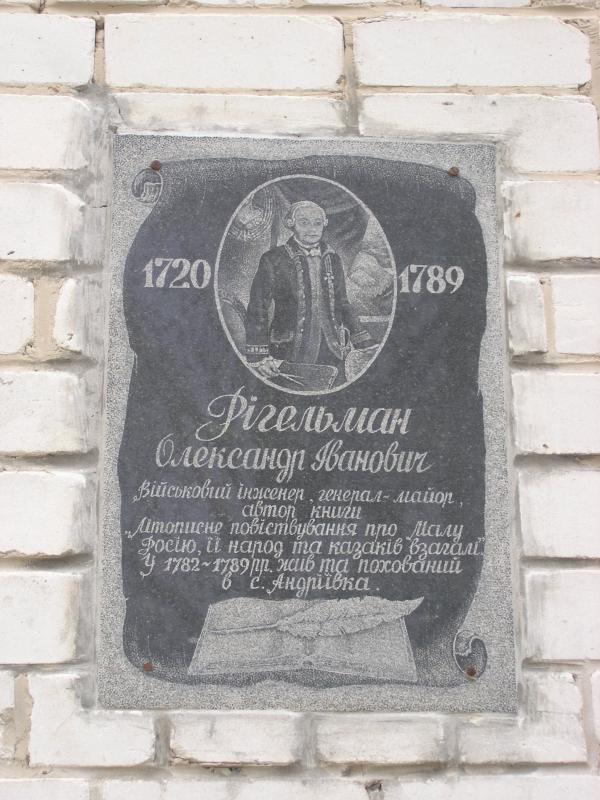 1720 1789
Рігельман
Олександр Іванович
Військовий інженер, генерал-майор,
автор книги
„Літописне повіствування про Малу
Росію, її народ та казаків взагалі”.
У 1782-1789 рр. жив та похований
в с. Андріївка.